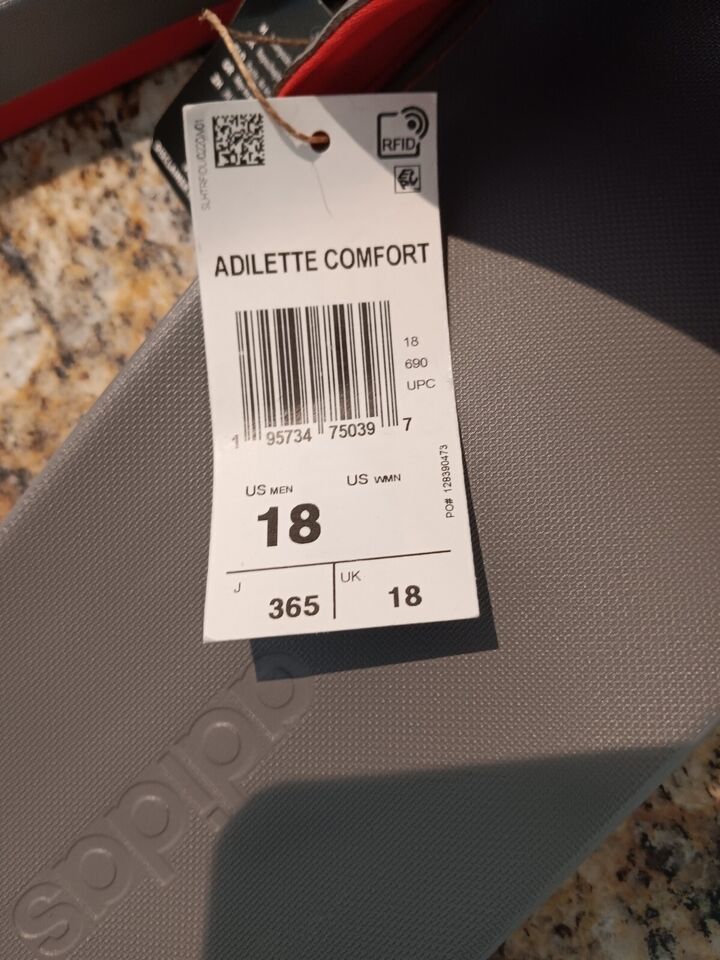 RFID
ADILETTE COMFORT
18
690
UPC
1 95734 75039 7
PO# 128390473
US MEN
US WMN
18
J
365
UK
18
adidas